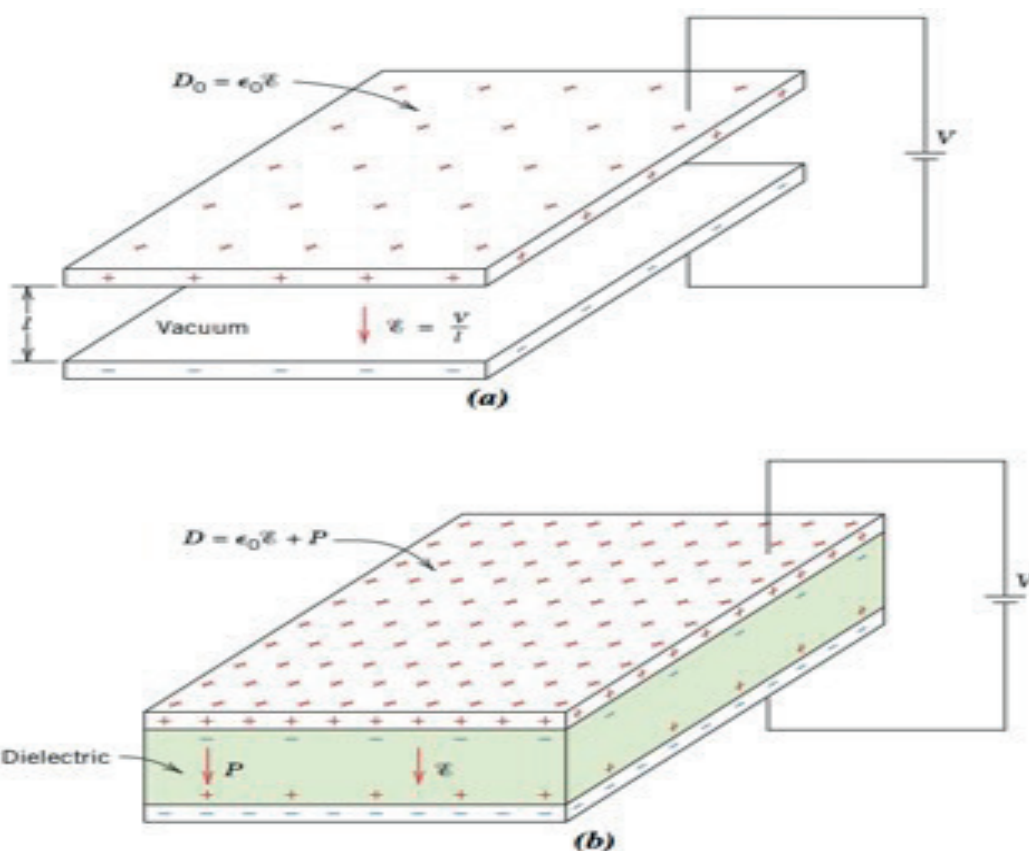 D₀ = ϵ₀ℰ
V
l
Vacuum
ℰ = V/l
(a)
D = ϵ₀ℰ + P
V
Dielectric
P
ℰ
(b)